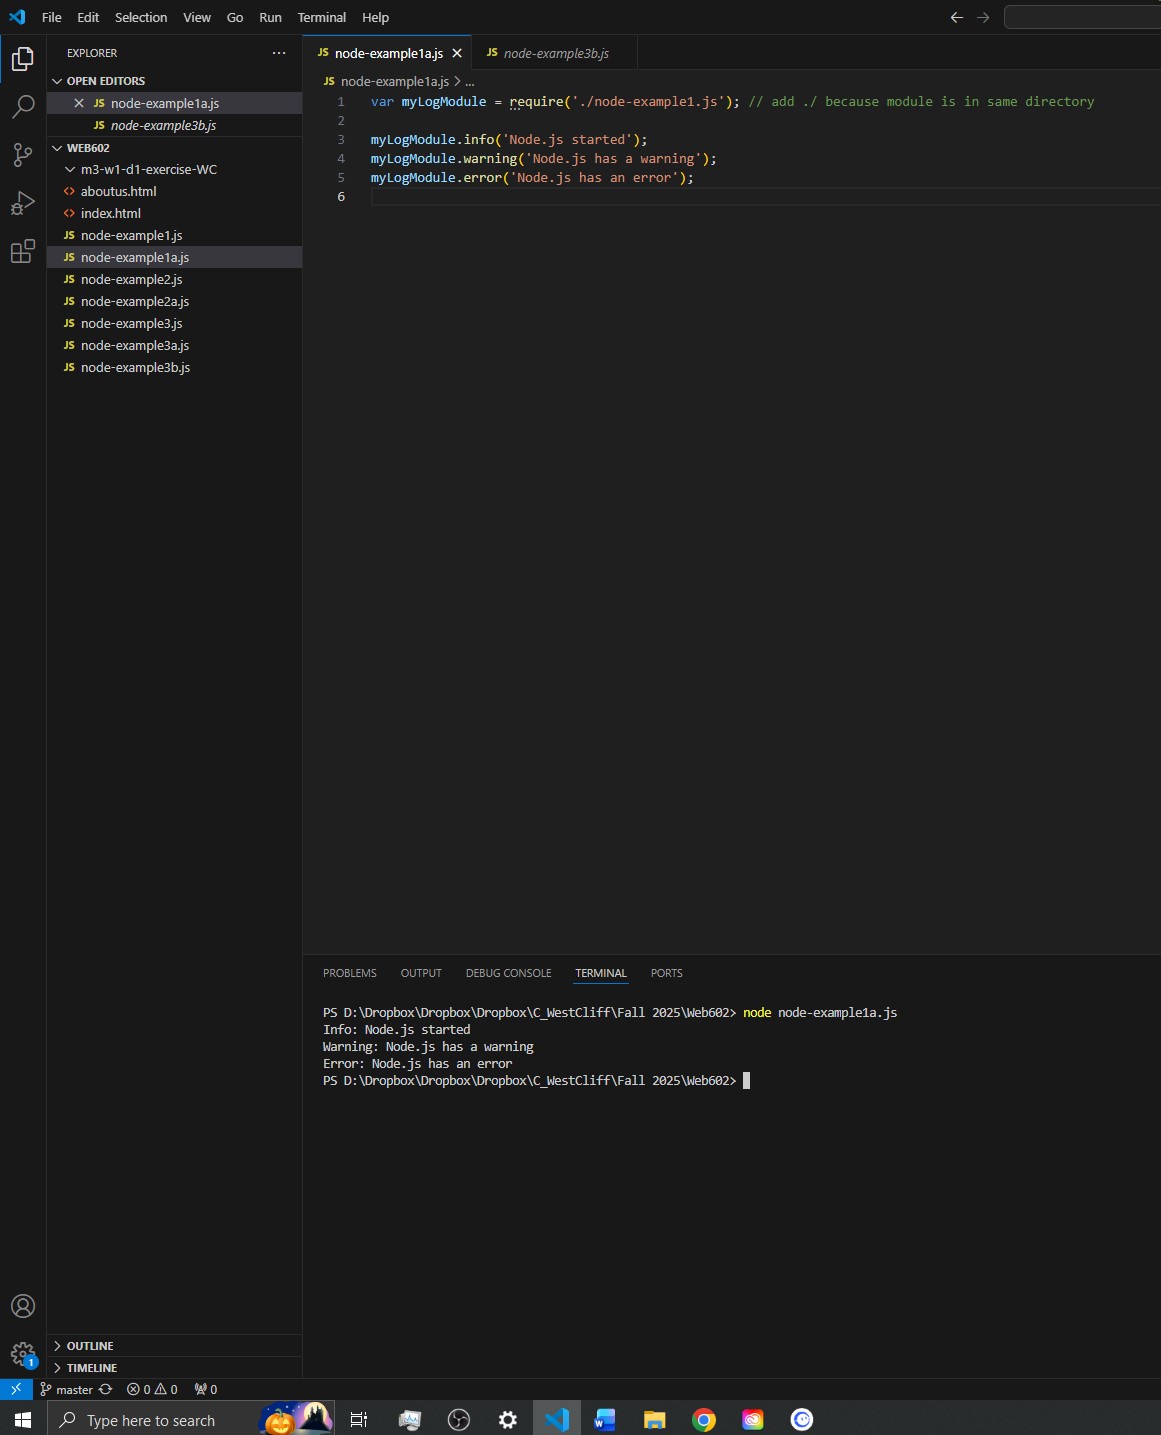 File Edit Selection View Go Run Terminal Help
EXPLORER ...
OPEN EDITORS
JS node-example1a.js
JS node-example3b.js
WEB602
m3-w1-d1-exercise-WC
<> aboutus.html
<> index.html
JS node-example1.js
JS node-example1a.js
JS node-example2.js
JS node-example2a.js
JS node-example3.js
JS node-example3a.js
JS node-example3b.js
OUTLINE
TIMELINE
JS node-example1a.js JS node-example3b.js
JS node-example1a.js > ...
1 var myLogModule = require('./node-example1.js'); // add ./ because module is in same directory
2
3 myLogModule.info('Node.js started');
4 myLogModule.warning('Node.js has a warning');
5 myLogModule.error('Node.js has an error');
6
PROBLEMS OUTPUT DEBUG CONSOLE TERMINAL PORTS
PS D:\Dropbox\Dropbox\Dropbox\C_WestCliff\Fall 2025\Web602> node node-example1a.js
Info: Node.js started
Warning: Node.js has a warning
Error: Node.js has an error
PS D:\Dropbox\Dropbox\Dropbox\C_WestCliff\Fall 2025\Web602>
1
master 0 0 0
Type here to search
W